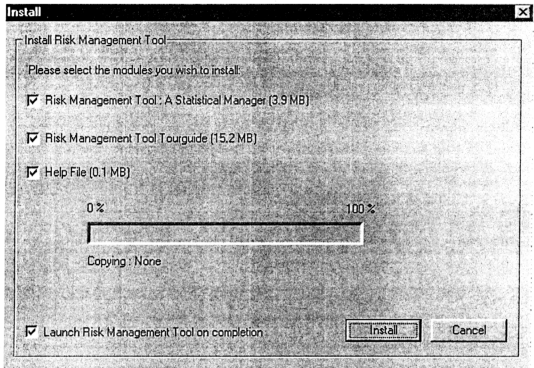 Install
Install Risk Management Tool
Please select the modules you wish to install:
Risk Management Tool : A Statistical Manager (3.9 MB)
Risk Management Tool Tourguide (15.2 MB)
Help File (0.1 MB)
0 % 100 %
Copying : None
Launch Risk Management Tool on completion
Install Cancel